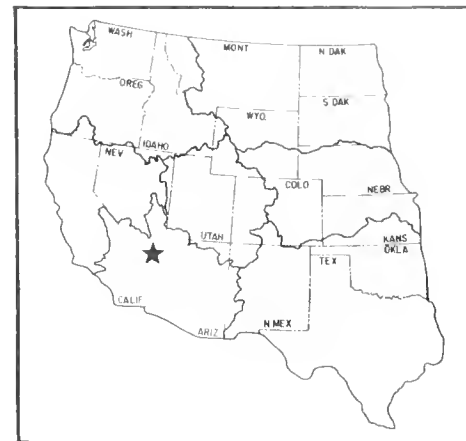 WASH
MONT
N DAK
OREG
S DAK
WYO.
IDAHO
NEV
COLO
NEBR
UTAH
KANS
OKLA
TEX
CALIF
ARIZ
N MEX